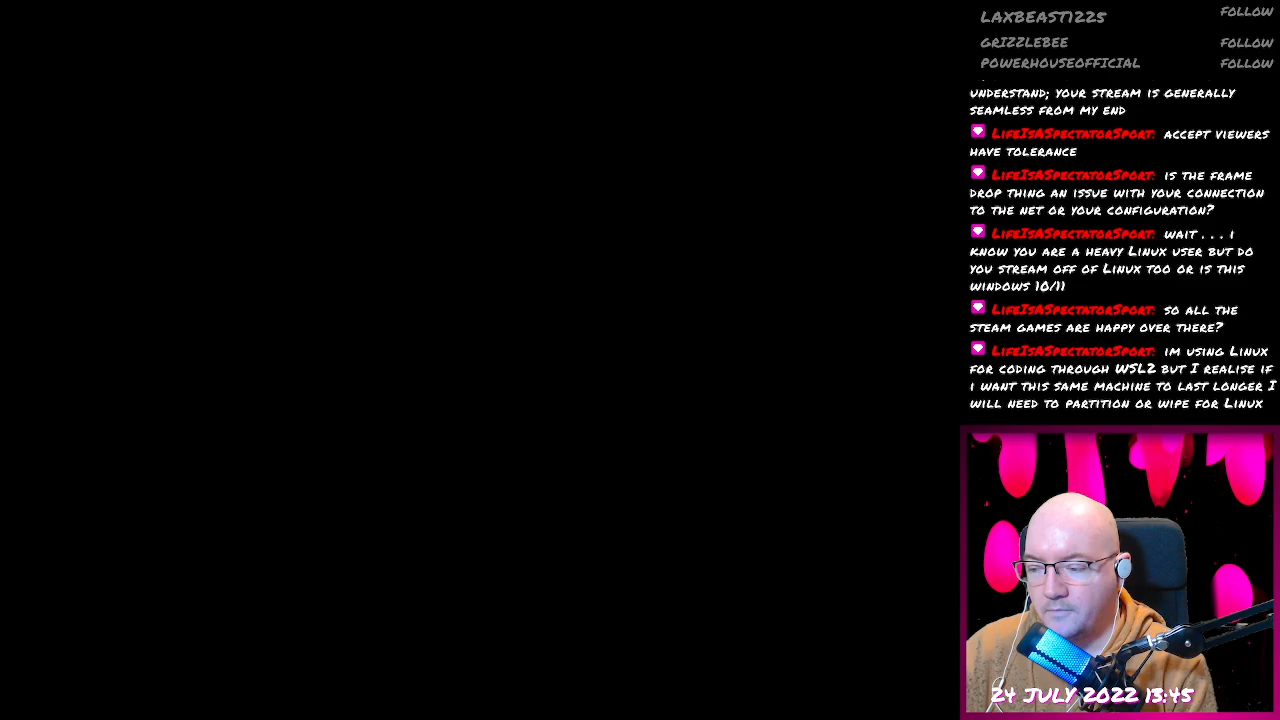 LAXBEAST1225 FOLLOW
GRIZZLEBEE FOLLOW
POWERHOUSEOFFICIAL FOLLOW
UNDERSTAND; YOUR STREAM IS GENERALLY
SEAMLESS FROM MY END
LifeIsASpectatorSport: ACCEPT VIEWERS
HAVE TOLERANCE
LifeIsASpectatorSport: IS THE FRAME
DROP THING AN ISSUE WITH YOUR CONNECTION
TO THE NET OR YOUR CONFIGURATION?
LifeIsASpectatorSport: WAIT . . . I
KNOW YOU ARE A HEAVY LINUX USER BUT DO
YOU STREAM OFF OF LINUX TOO OR IS THIS
WINDOWS 10/11
LifeIsASpectatorSport: SO ALL THE
STEAM GAMES ARE HAPPY OVER THERE?
LifeIsASpectatorSport: IM USING LINUX
FOR CODING THROUGH WSL2 BUT I REALISE IF
I WANT THIS SAME MACHINE TO LAST LONGER I
WILL NEED TO PARTITION OR WIPE FOR LINUX
24 JULY 2022 13:45